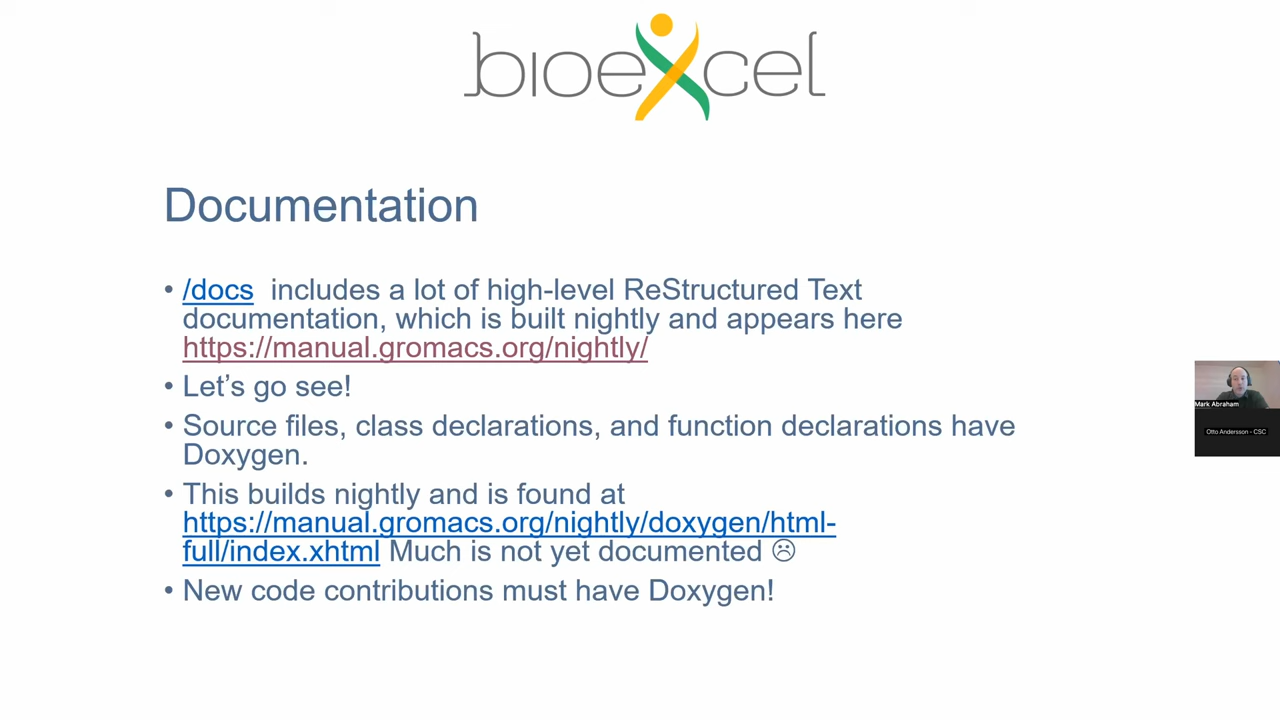 bioexcel
Documentation
• /docs includes a lot of high-level ReStructured Text
documentation, which is built nightly and appears here
https://manual.gromacs.org/nightly/
• Let’s go see!
• Source files, class declarations, and function declarations have
Doxygen.
• This builds nightly and is found at
https://manual.gromacs.org/nightly/doxygen/html-
full/index.xhtml Much is not yet documented ☹
• New code contributions must have Doxygen!
Mark Abraham
Otto Andersson - CSC